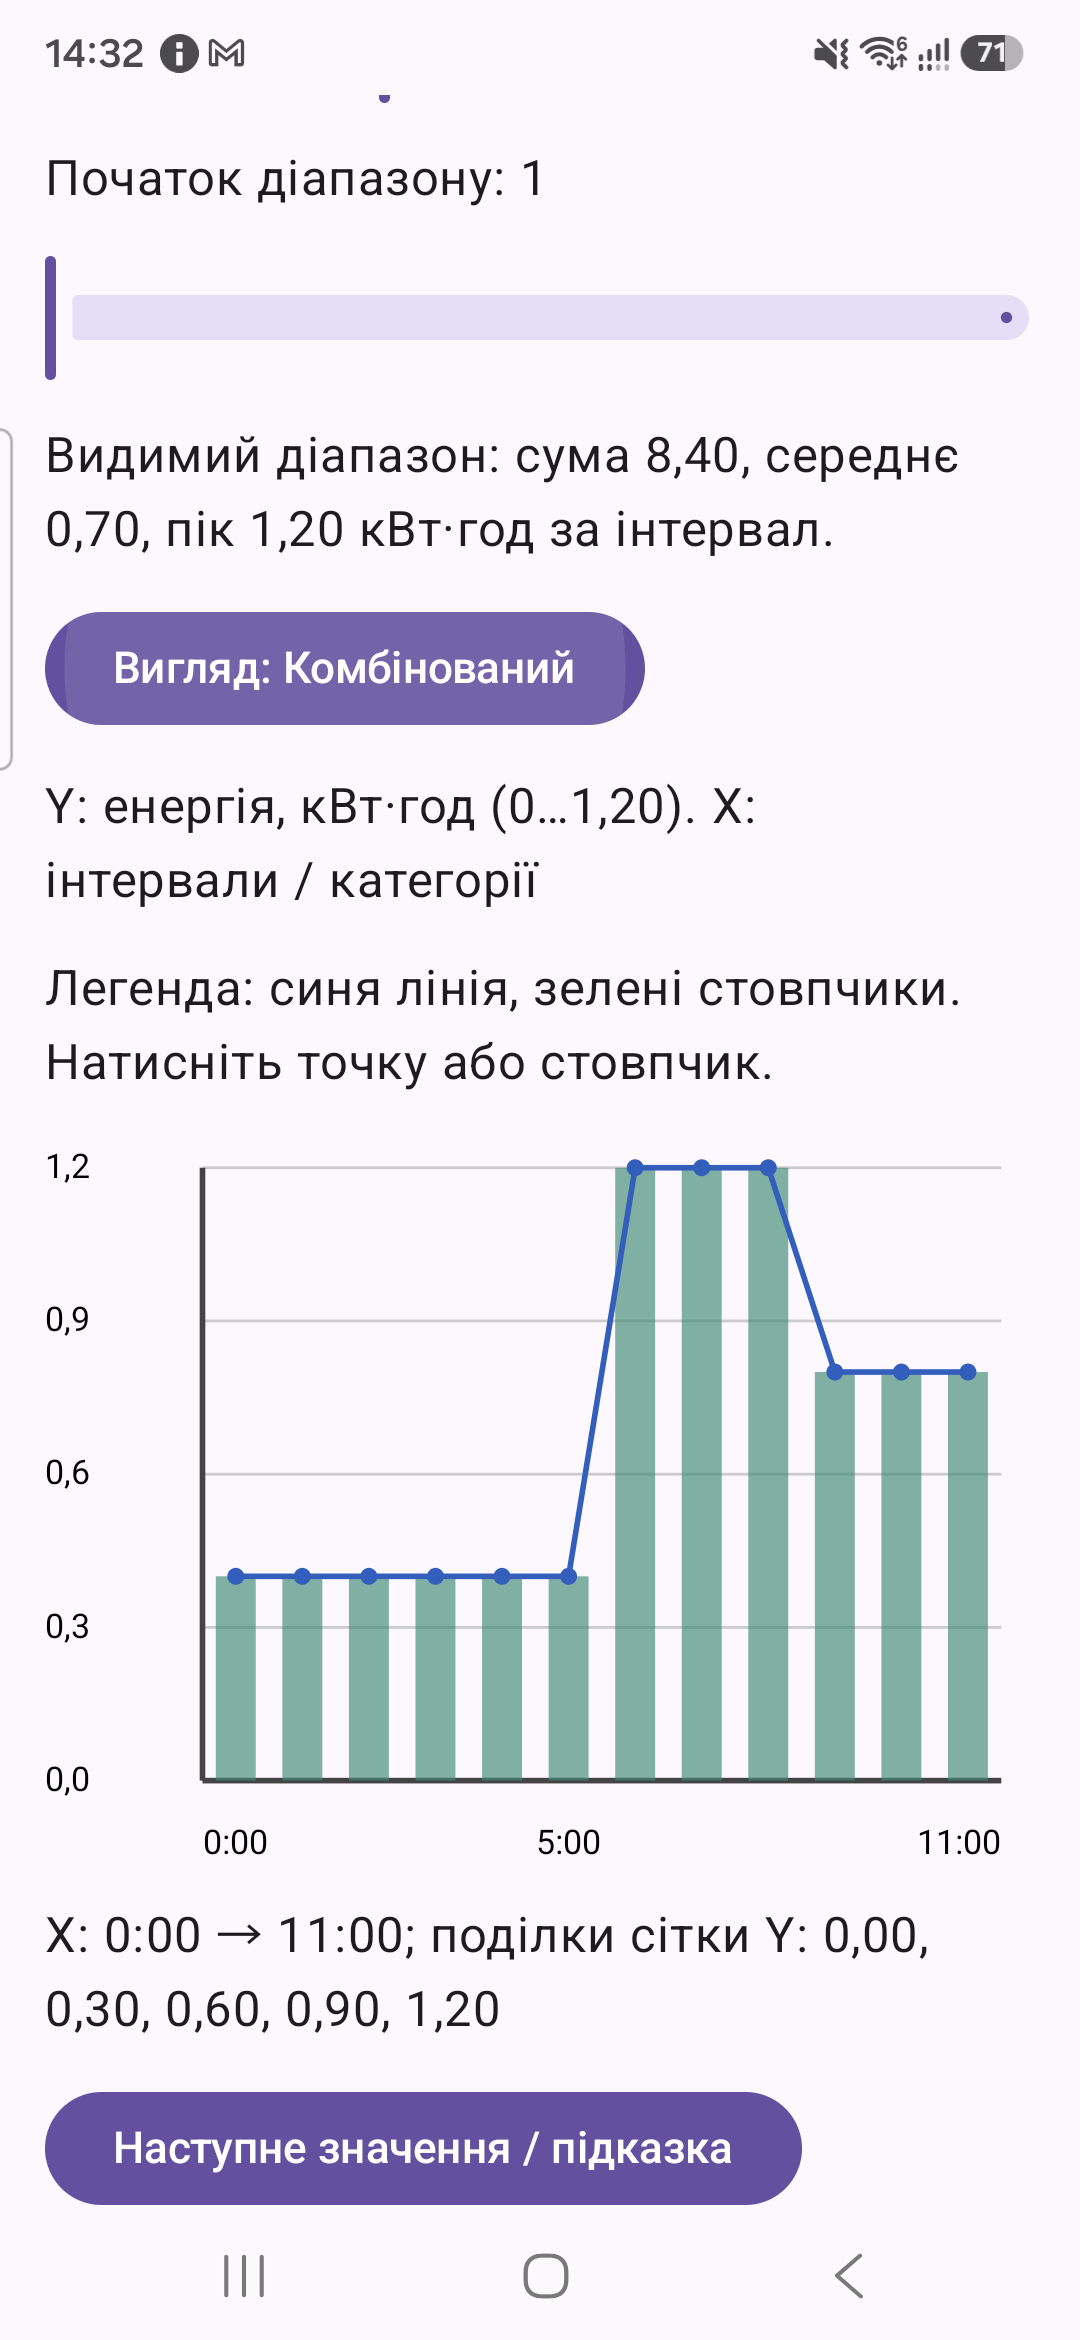 14:32
6
71
Початок діапазону: 1
Видимий діапазон: сума 8,40, середнє
0,70, пік 1,20 кВт·год за інтервал.
Вигляд: Комбінований
Y: енергія, кВт·год (0…1,20). X:
інтервали / категорії
Легенда: синя лінія, зелені стовпчики.
Натисніть точку або стовпчик.
1,2
0,9
0,6
0,3
0,0
0:00 5:00 11:00
X: 0:00 → 11:00; поділки сітки Y: 0,00,
0,30, 0,60, 0,90, 1,20
Наступне значення / підказка